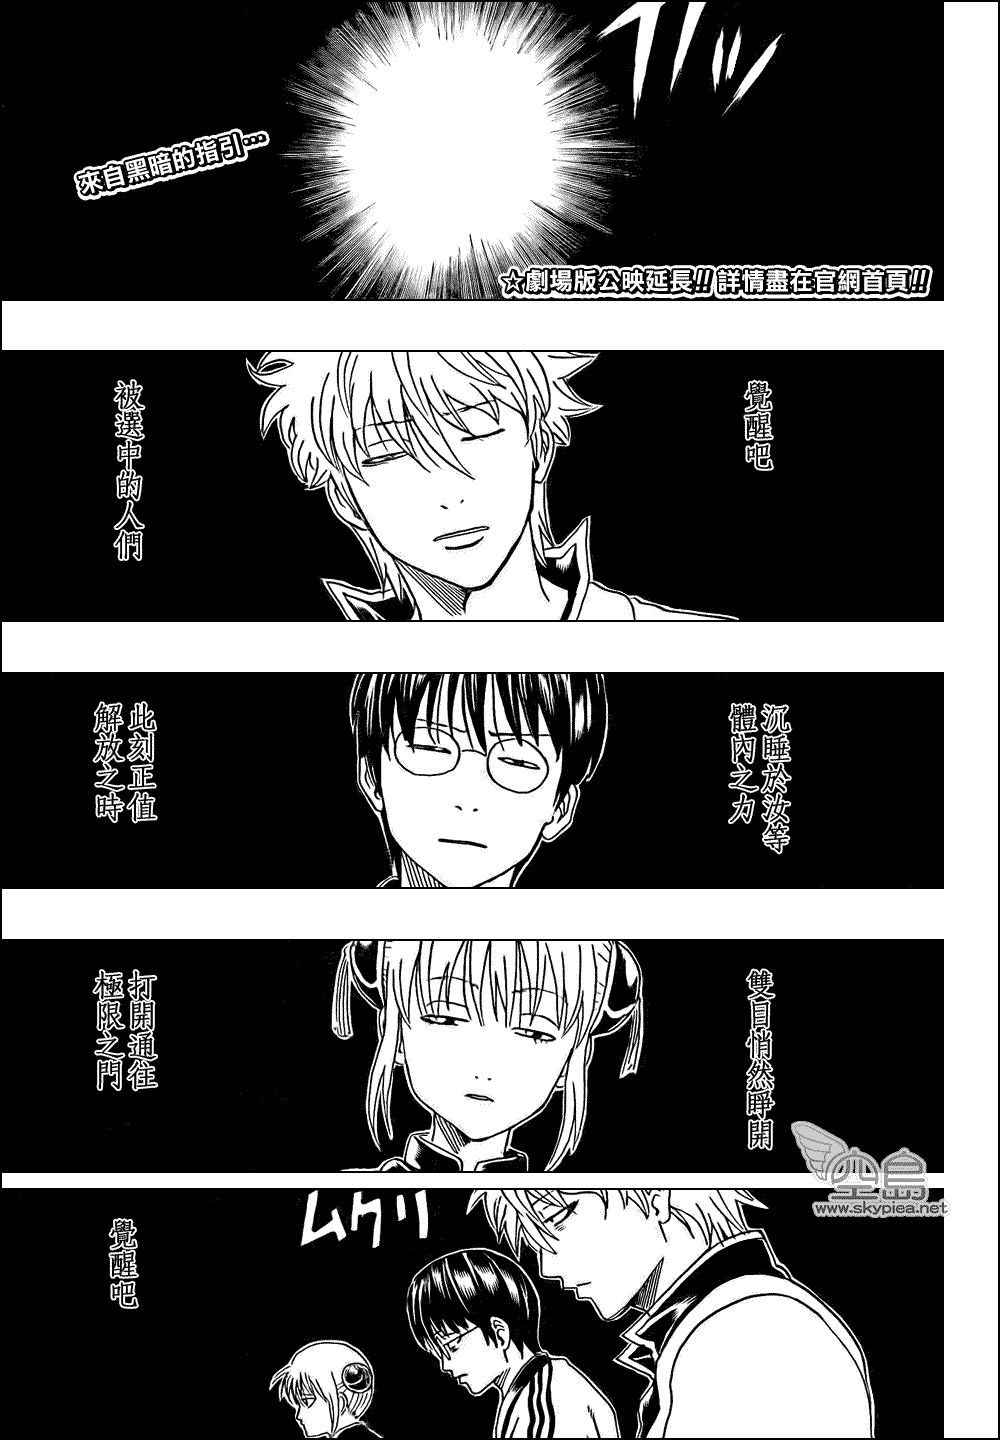 フッ
來自黑暗的指引…
☆劇場版公映延長!! 詳情盡在官網首頁!!
覺醒吧
被選中的人們
沉睡於汝等
體內之力
此刻正值
解放之時
雙目悄然睜開
打開通往
極限之門
空島
www.skypiea.net
ムクリ
覺醒吧